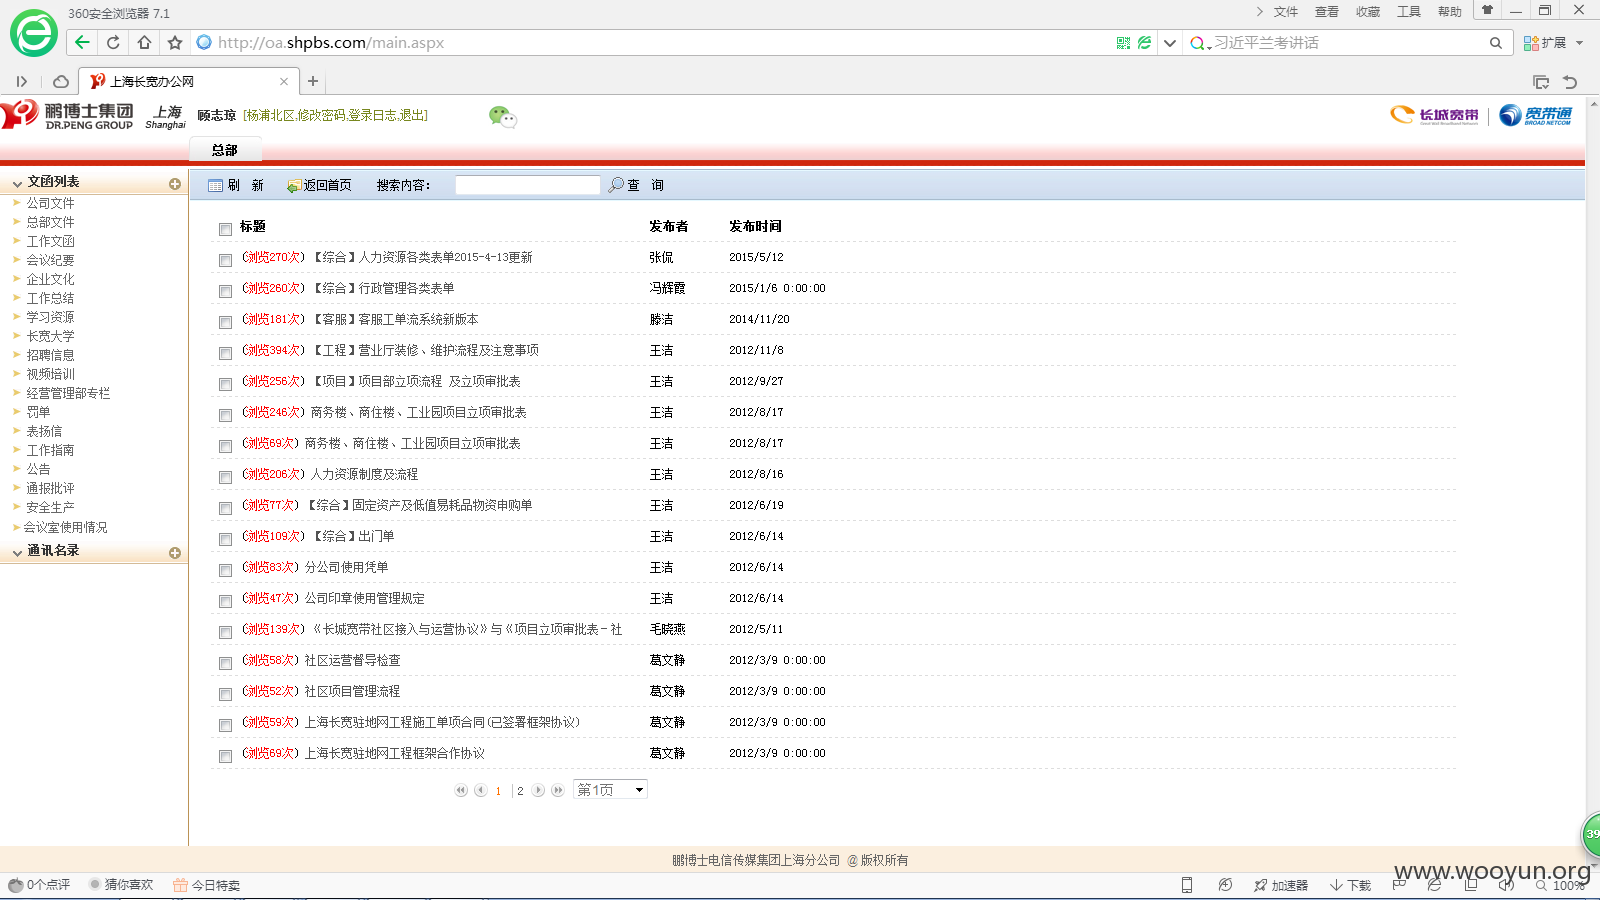 360安全浏览器 7.1
文件 查看 收藏 工具 帮助
http://oa.shpbs.com/main.aspx
习近平兰考讲话
扩展
上海长宽办公网
鹏博士集团 DR.PENG GROUP
上海 Shanghai
顾志琼 [杨浦北区,修改密码,登录日志,退出]
长城宽带
宽带通 BROAD NETCOM
总部
文函列表
公司文件
总部文件
工作文函
会议纪要
企业文化
工作总结
学习资源
长宽大学
招聘信息
视频培训
经营管理部专栏
罚单
表扬信
工作指南
公告
通报批评
安全生产
会议室使用情况
通讯名录
刷 新 返回首页 搜索内容: 查 询
标题 发布者 发布时间
(浏览270次) 【综合】人力资源各类表单2015-4-13更新 张侃 2015/5/12
(浏览260次) 【综合】行政管理各类表单 冯辉霞 2015/1/6 0:00:00
(浏览181次) 【客服】客服工单流系统新版本 滕洁 2014/11/20
(浏览394次) 【工程】营业厅装修、维护流程及注意事项 王洁 2012/11/8
(浏览256次) 【项目】项目部立项流程 及立项审批表 王洁 2012/9/27
(浏览246次) 商务楼、商住楼、工业园项目立项审批表 王洁 2012/8/17
(浏览69次) 商务楼、商住楼、工业园项目立项审批表 王洁 2012/8/17
(浏览206次) 人力资源制度及流程 王洁 2012/8/16
(浏览77次) 【综合】固定资产及低值易耗品物资申购单 王洁 2012/6/19
(浏览109次) 【综合】出门单 王洁 2012/6/14
(浏览83次) 分公司使用凭单 王洁 2012/6/14
(浏览47次) 公司印章使用管理规定 王洁 2012/6/14
(浏览139次) 《长城宽带社区接入与运营协议》与《项目立项审批表－社 毛晓燕 2012/5/11
(浏览58次) 社区运营督导检查 葛文静 2012/3/9 0:00:00
(浏览52次) 社区项目管理流程 葛文静 2012/3/9 0:00:00
(浏览59次) 上海长宽驻地网工程施工单项合同(已签署框架协议) 葛文静 2012/3/9 0:00:00
(浏览69次) 上海长宽驻地网工程框架合作协议 葛文静 2012/3/9 0:00:00
1 2 第1页
39
鹏博士电信传媒集团上海分公司 @ 版权所有
www.wooyun.org
0个点评 猜你喜欢 今日特卖 加速器 下载 100%